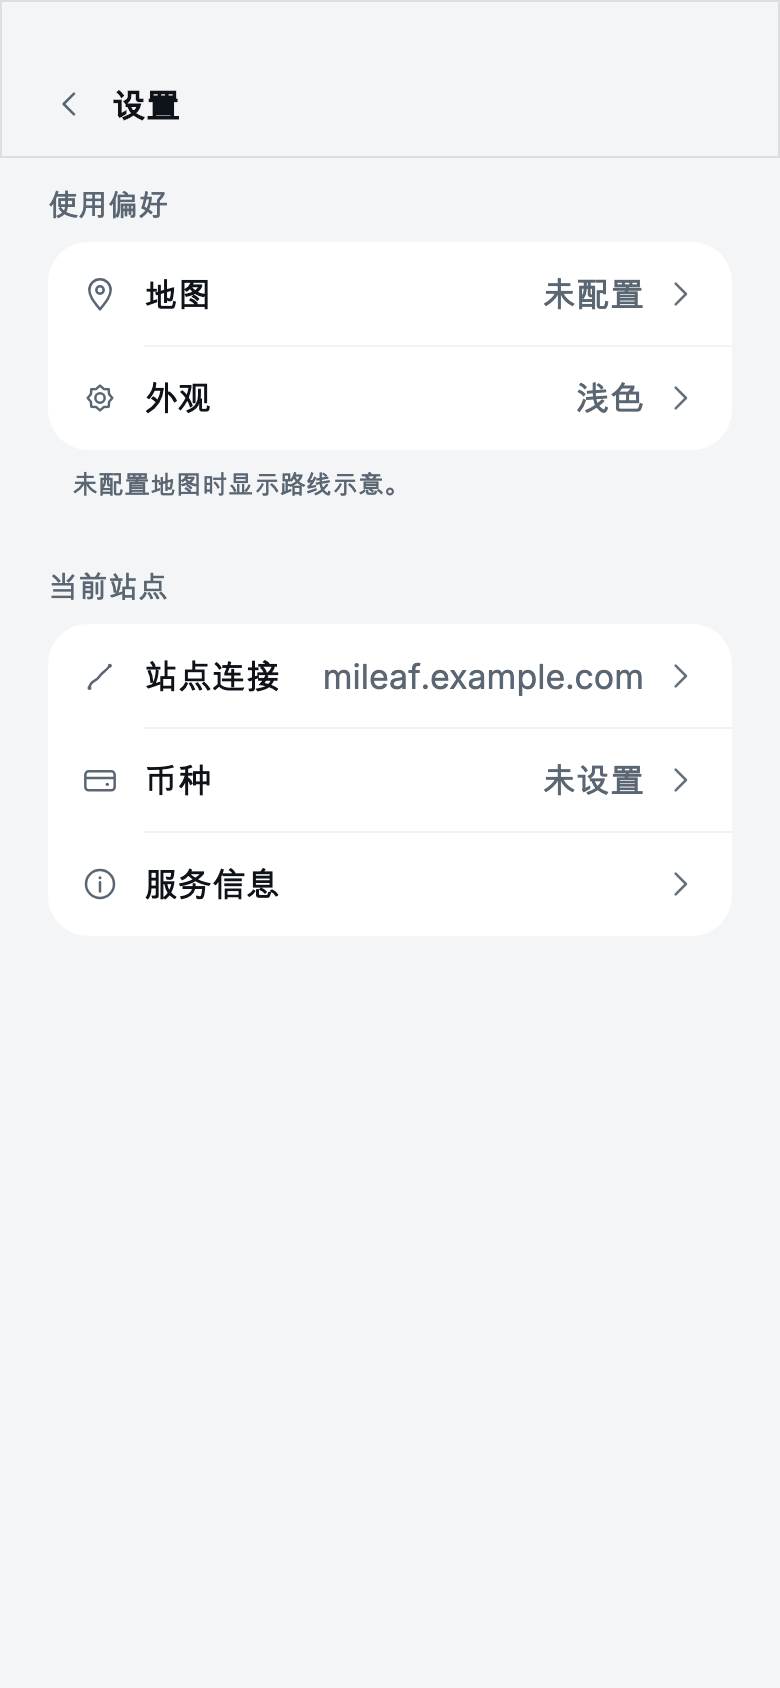 设置
使用偏好
地图 未配置
外观 浅色
未配置地图时显示路线示意。
当前站点
站点连接 mileaf.example.com
币种 未设置
服务信息